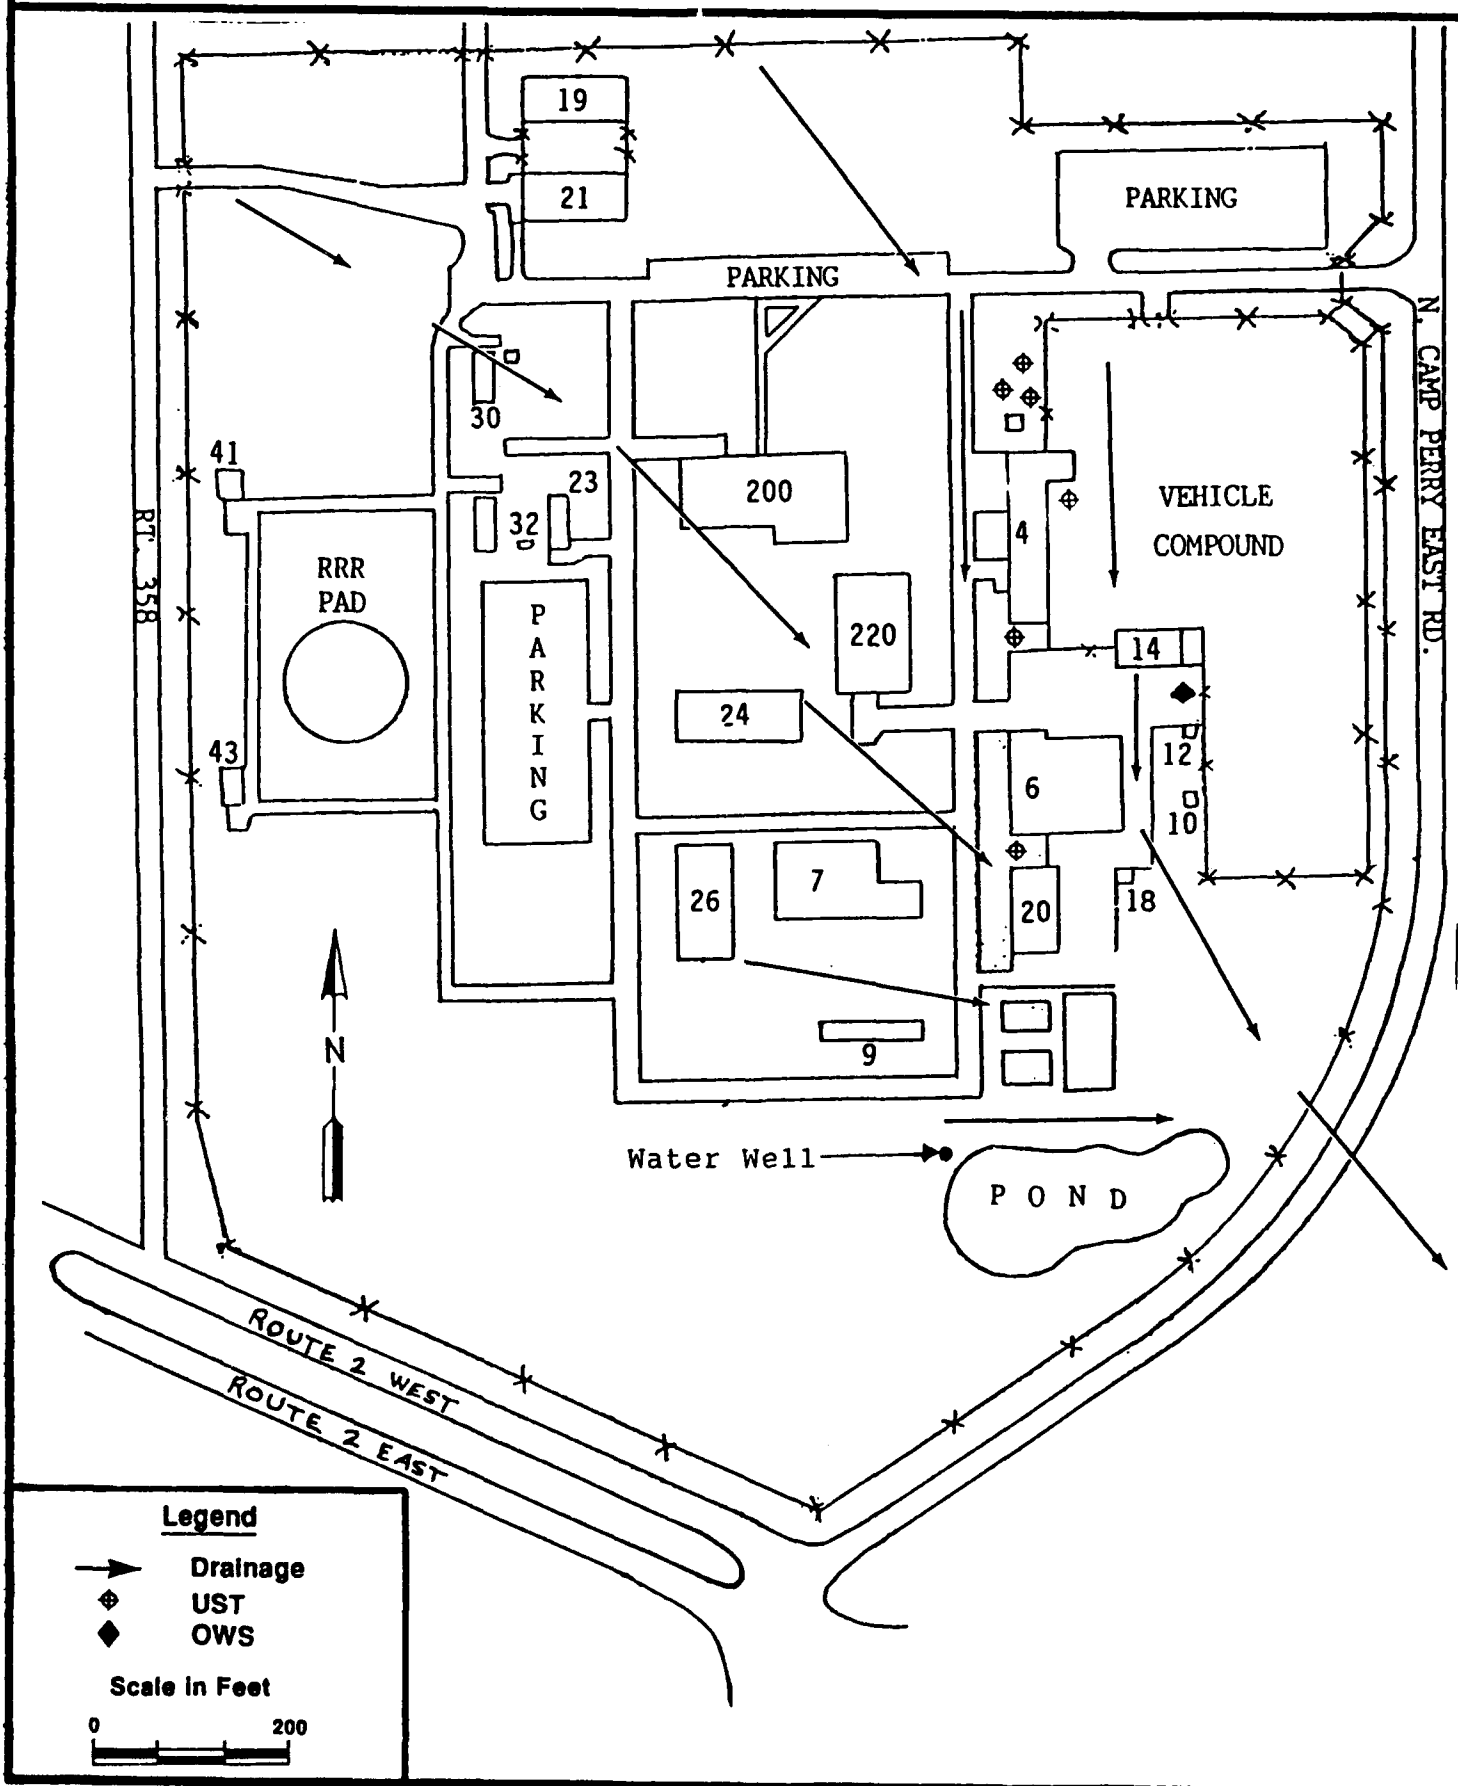 19
21
PARKING
PARKING
30
41
23
32
200
4
VEHICLE
COMPOUND
N. CAMP PERRY EAST RD.
RT. 358
RRR
PAD
PARKING
220
14
24
43
12
6
10
26
7
20
18
N
9
Water Well
POND
ROUTE 2 WEST
ROUTE 2 EAST
Legend
Drainage
UST
OWS
Scale in Feet
0 200